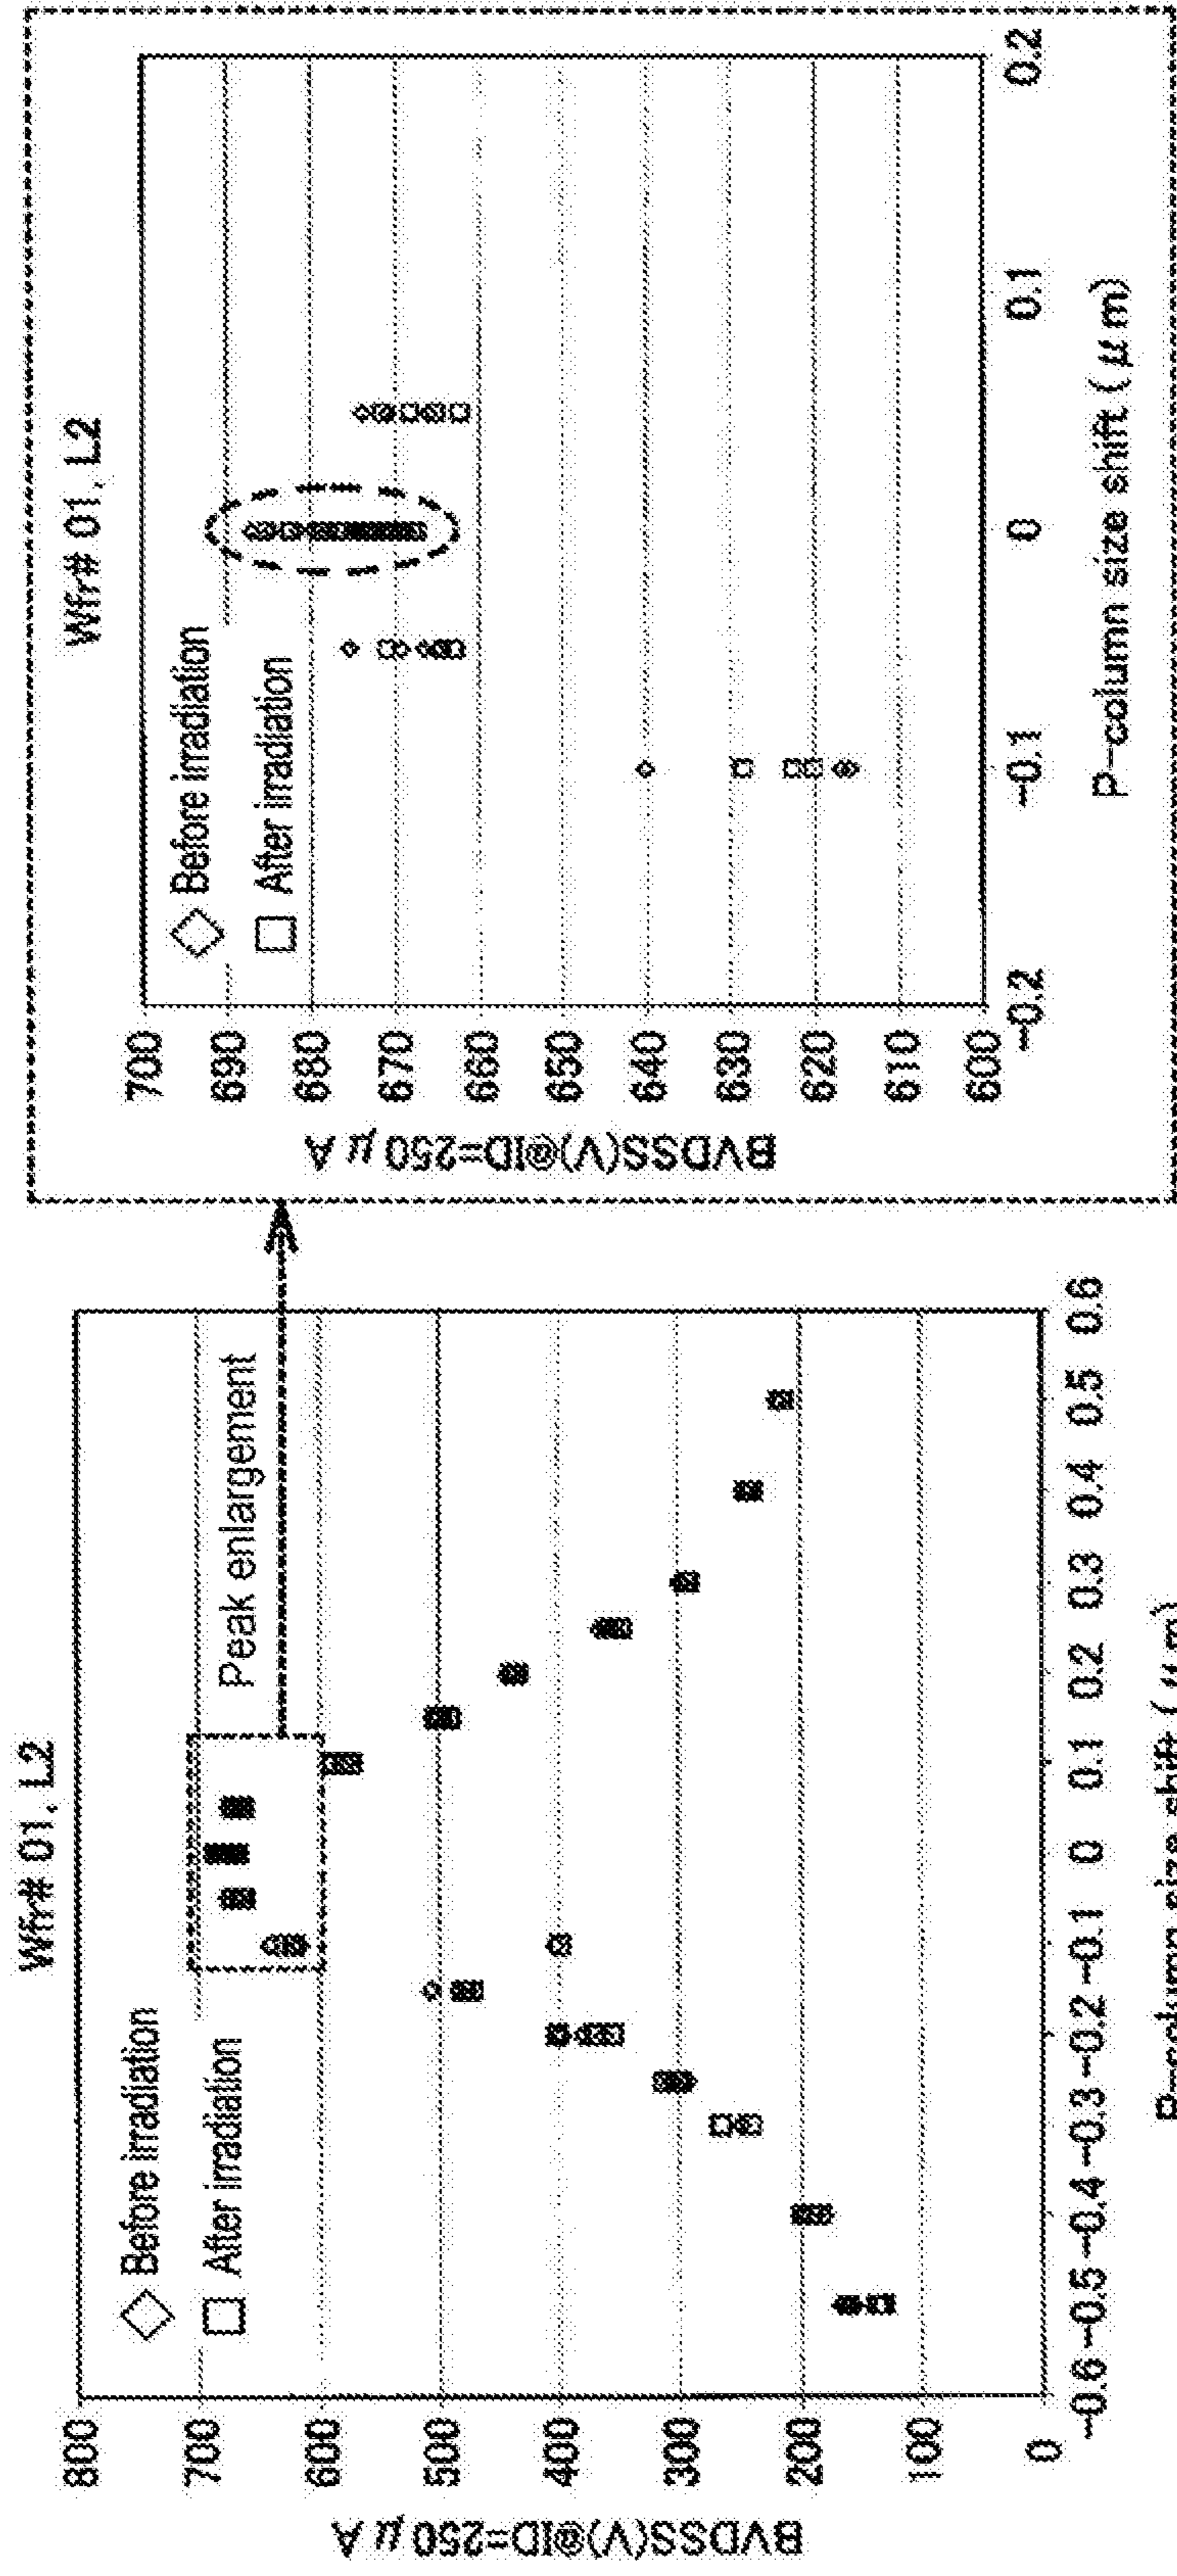 Wfr# 01, L2
BVDSS(V)@ID=250 μ A
800
700
600
500
400
300
200
100
0
Before irradiation
After irradiation
Peak enlargement
−0.6 −0.5 −0.4 −0.3 −0.2 −0.1 0 0.1 0.2 0.3 0.4 0.5 0.6
P-column size shift ( μ m)
Wfr# 01, L2
BVDSS(V)@ID=250 μ A
700
690
680
670
660
650
640
630
620
610
600
Before irradiation
After irradiation
−0.2 −0.1 0 0.1 0.2
P-column size shift ( μ m)